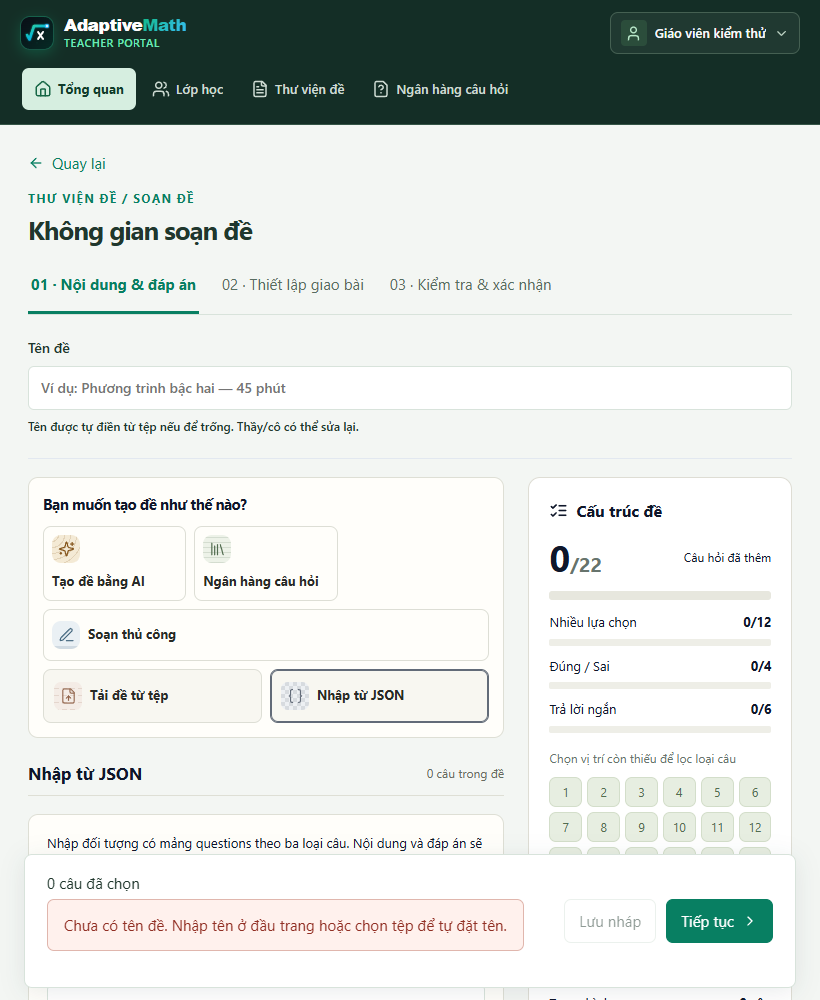 AdaptiveMath
TEACHER PORTAL
Giáo viên kiểm thử
Tổng quan
Lớp học
Thư viện đề
Ngân hàng câu hỏi
Quay lại
THƯ VIỆN ĐỀ / SOẠN ĐỀ
Không gian soạn đề
01 · Nội dung & đáp án
02 · Thiết lập giao bài
03 · Kiểm tra & xác nhận
Tên đề
Ví dụ: Phương trình bậc hai — 45 phút
Tên được tự điền từ tệp nếu để trống. Thầy/cô có thể sửa lại.
Bạn muốn tạo đề như thế nào?
Tạo đề bằng AI
Ngân hàng câu hỏi
Soạn thủ công
Tải đề từ tệp
Nhập từ JSON
Nhập từ JSON
0 câu trong đề
Nhập đối tượng có mảng questions theo ba loại câu. Nội dung và đáp án sẽ
Cấu trúc đề
0/22
Câu hỏi đã thêm
Nhiều lựa chọn 0/12
Đúng / Sai 0/4
Trả lời ngắn 0/6
Chọn vị trí còn thiếu để lọc loại câu
1 2 3 4 5 6
7 8 9 10 11 12
0 câu đã chọn
Chưa có tên đề. Nhập tên ở đầu trang hoặc chọn tệp để tự đặt tên.
Lưu nháp
Tiếp tục